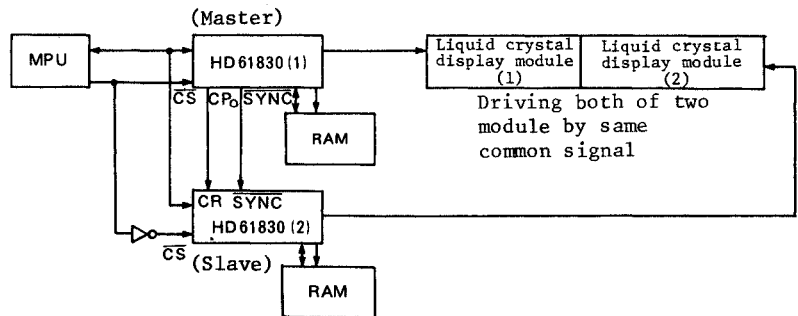 (Master)
MPU
HD61830(1)
Liquid crystal
display module
(1)
Liquid crystal
display module
(2)
CS
CPO
SYNC
RAM
Driving both of two
module by same
common signal
CR
SYNC
HD61830(2)
CS
(Slave)
RAM